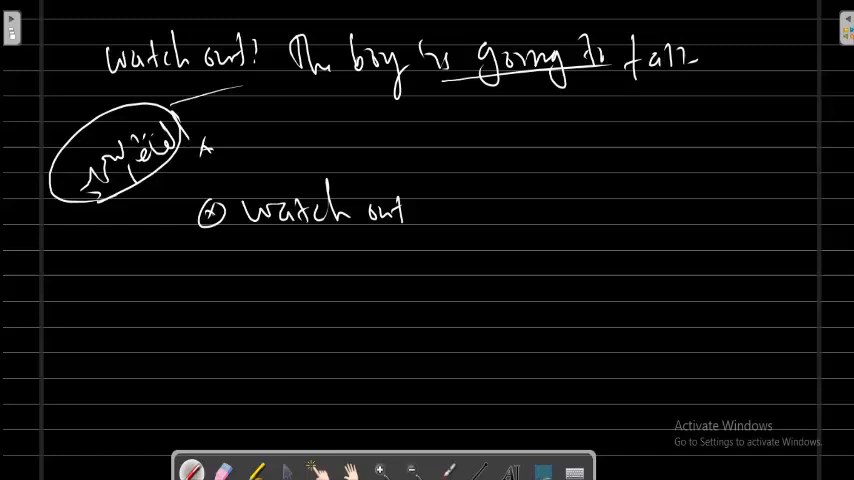 Watch out! The boy is going to fall
* watch out
Activate Windows
Go to Settings to activate Windows.